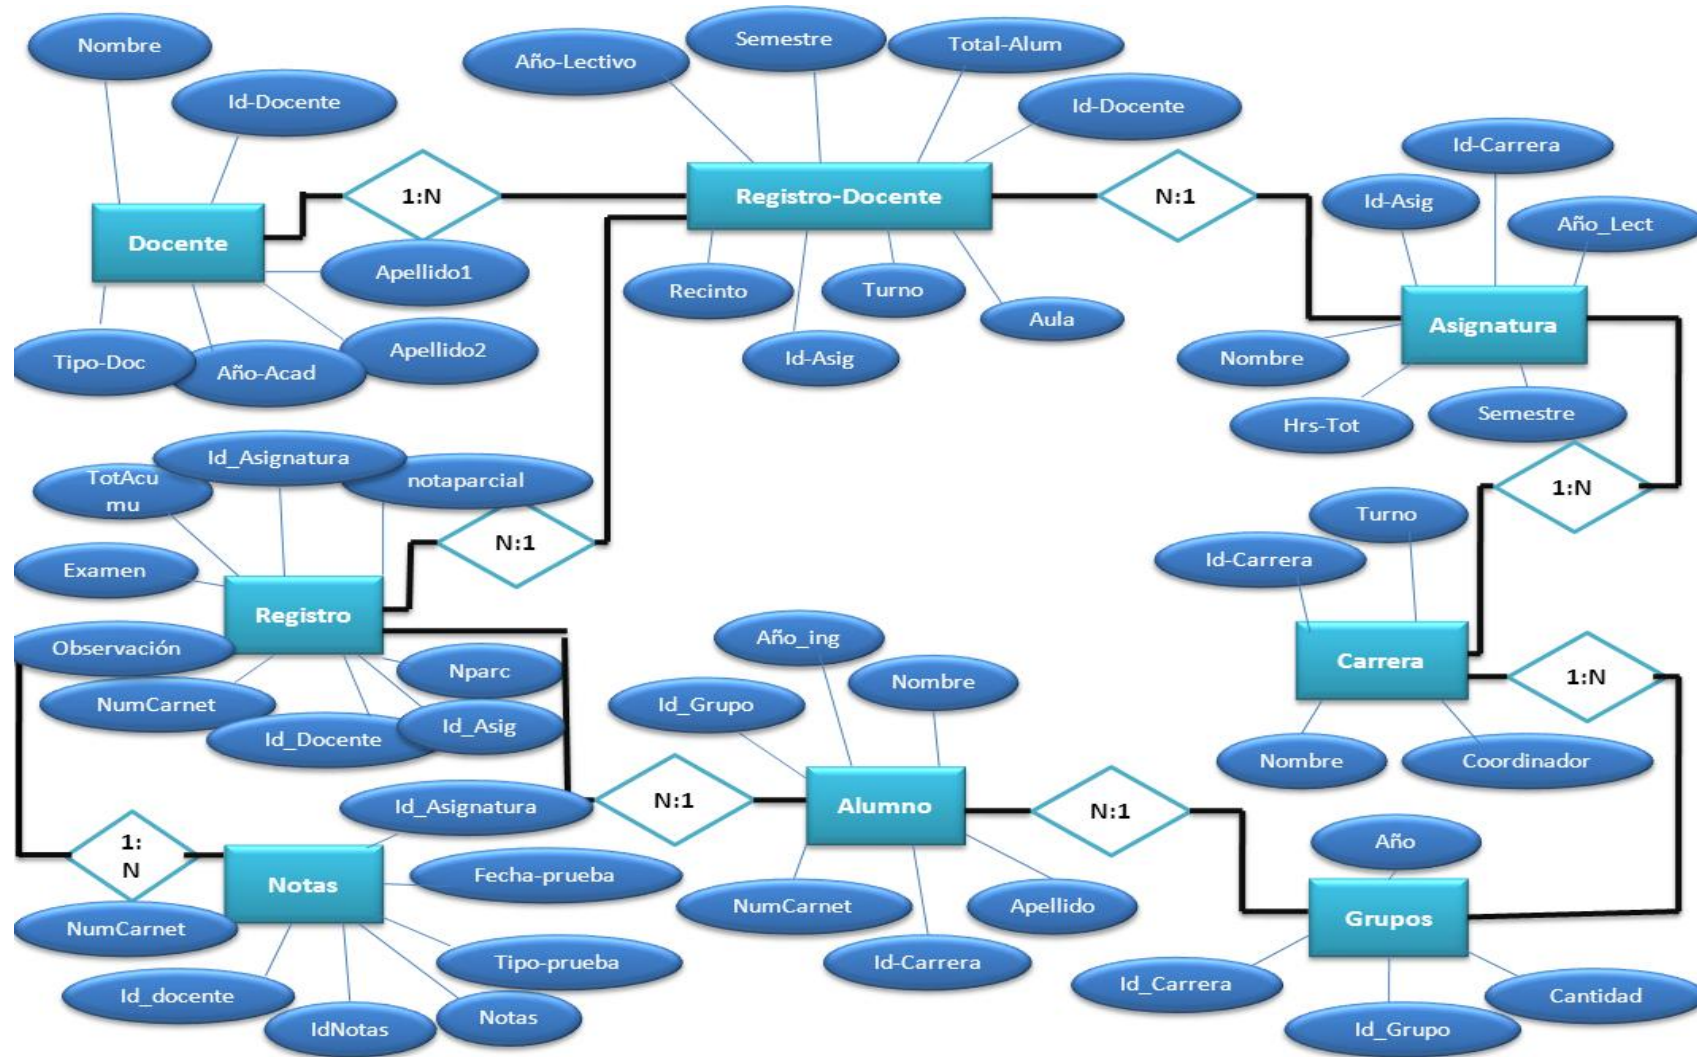 Nombre
Id-Docente
1:N
Docente
Apellido1
Apellido2
Tipo-Doc
Año-Acad
Año-Lectivo
Semestre
Total-Alum
Id-Docente
Registro-Docente
Recinto
Id-Asig
Turno
Aula
N:1
Id-Carrera
Id-Asig
Año_Lect
Asignatura
Nombre
Hrs-Tot
Semestre
1:N
Id_Asignatura
TotAcu
mu
notaparcial
N:1
Examen
Registro
Observación
NumCarnet
Id_Docente
Nparc
Id_Asig
Turno
Id-Carrera
Carrera
Nombre
Coordinador
1:N
Año_ing
Id_Grupo
Nombre
N:1
Alumno
NumCarnet
Id-Carrera
Apellido
N:1
Año
Grupos
Id_Carrera
Id_Grupo
Cantidad
1:
N
Id_Asignatura
Notas
Fecha-prueba
NumCarnet
Id_docente
IdNotas
Notas
Tipo-prueba